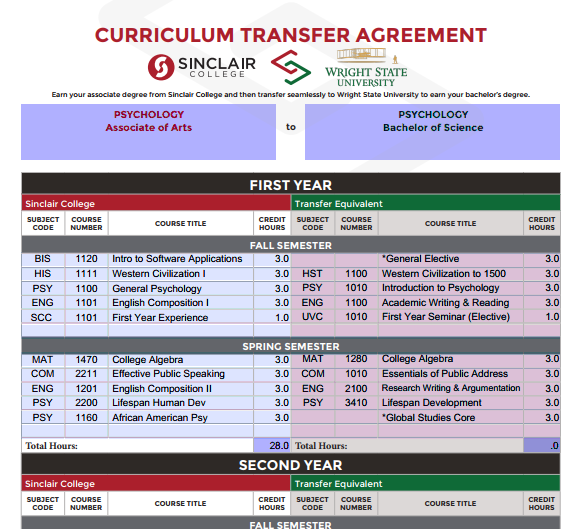 CURRICULUM TRANSFER AGREEMENT
SINCLAIR COLLEGE WRIGHT STATE UNIVERSITY
Earn your associate degree from Sinclair College and then transfer seamlessly to Wright State University to earn your bachelor's degree.
PSYCHOLOGY PSYCHOLOGY
Associate of Arts to Bachelor of Science
FIRST YEAR
Sinclair College Transfer Equivalent
SUBJECT CODE COURSE NUMBER COURSE TITLE CREDIT HOURS SUBJECT CODE COURSE NUMBER COURSE TITLE CREDIT HOURS
FALL SEMESTER
BIS 1120 Intro to Software Applications 3.0 *General Elective 3.0
HIS 1111 Western Civilization I 3.0 HST 1100 Western Civilization to 1500 3.0
PSY 1100 General Psychology 3.0 PSY 1010 Introduction to Psychology 3.0
ENG 1101 English Composition I 3.0 ENG 1100 Academic Writing & Reading 3.0
SCC 1101 First Year Experience 1.0 UVC 1010 First Year Seminar (Elective) 1.0
SPRING SEMESTER
MAT 1470 College Algebra 3.0 MAT 1280 College Algebra 3.0
COM 2211 Effective Public Speaking 3.0 COM 1010 Essentials of Public Address 3.0
ENG 1201 English Composition II 3.0 ENG 2100 Research Writing & Argumentation 3.0
PSY 2200 Lifespan Human Dev 3.0 PSY 3410 Lifespan Development 3.0
PSY 1160 African American Psy 3.0 *Global Studies Core 3.0
Total Hours: 28.0 Total Hours: .0
SECOND YEAR
Sinclair College Transfer Equivalent
SUBJECT CODE COURSE NUMBER COURSE TITLE CREDIT HOURS SUBJECT CODE COURSE NUMBER COURSE TITLE CREDIT HOURS
FALL SEMESTER